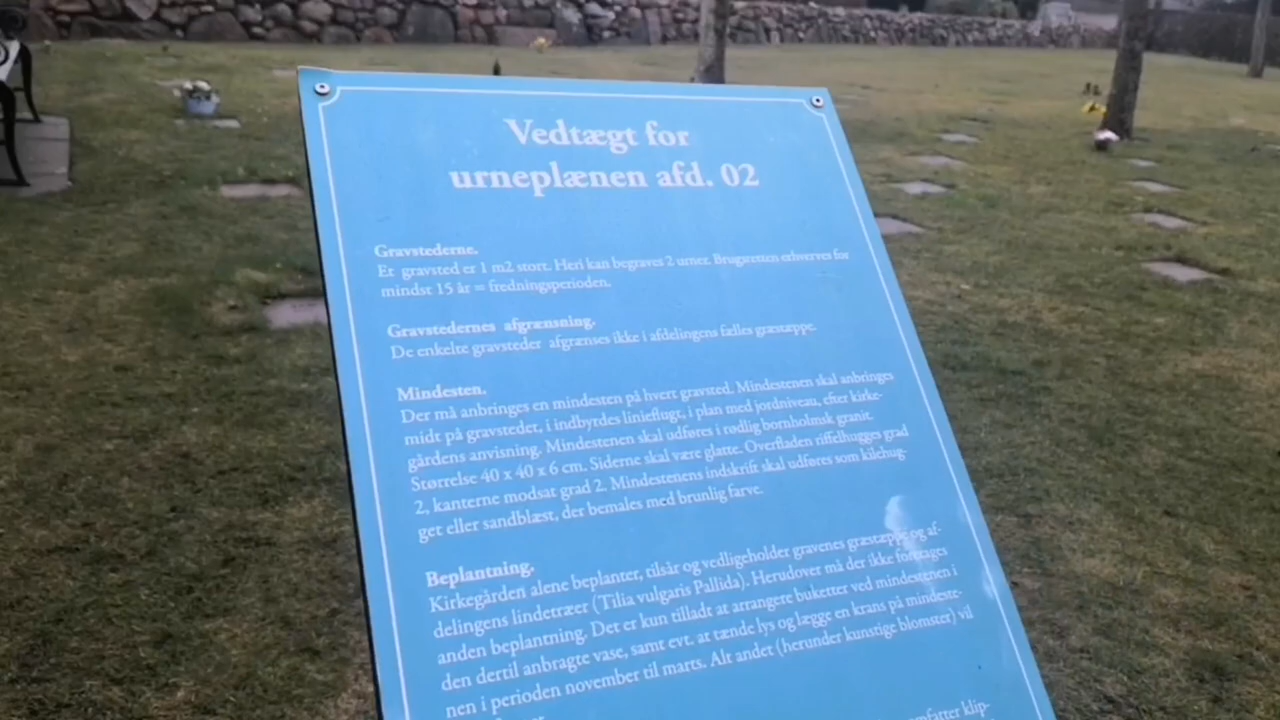 Vedtægt for
urneplænen afd. 02
Gravstederne.
Et gravsted er 1 m2 stort. Heri kan begraves 2 urner. Brugsretten erhverves for
mindst 15 år = fredningsperioden.
Gravstedernes afgrænsning.
De enkelte gravsteder afgrænses ikke i afdelingens fælles græstæppe.
Mindesten.
Der må anbringes en mindesten på hvert gravsted. Mindestenen skal anbringes
midt på gravstedet, i indbyrdes linieflugt, i plan med jordniveau, efter kirke-
gårdens anvisning. Mindestenen skal udføres i rødlig bornholmsk granit.
Størrelse 40 x 40 x 6 cm. Siderne skal være glatte. Overfladen riffelhugges grad
2, kanterne modsat grad 2. Mindestenens indskrift skal udføres som kilehug-
get eller sandblæst, der bemales med brunlig farve.
Beplantning.
Kirkegården alene beplanter, tilsår og vedligeholder gravenes græstæppe og af-
delingens lindetræer (Tilia vulgaris Pallida). Herudover må der ikke foretages
anden beplantning. Det er kun tilladt at arrangere buketter ved mindestenen i
den dertil anbragte vase, samt evt. at tænde lys og lægge en krans på mindeste-
nen i perioden november til marts. Alt andet (herunder kunstige blomster) vil
omfatter klip-